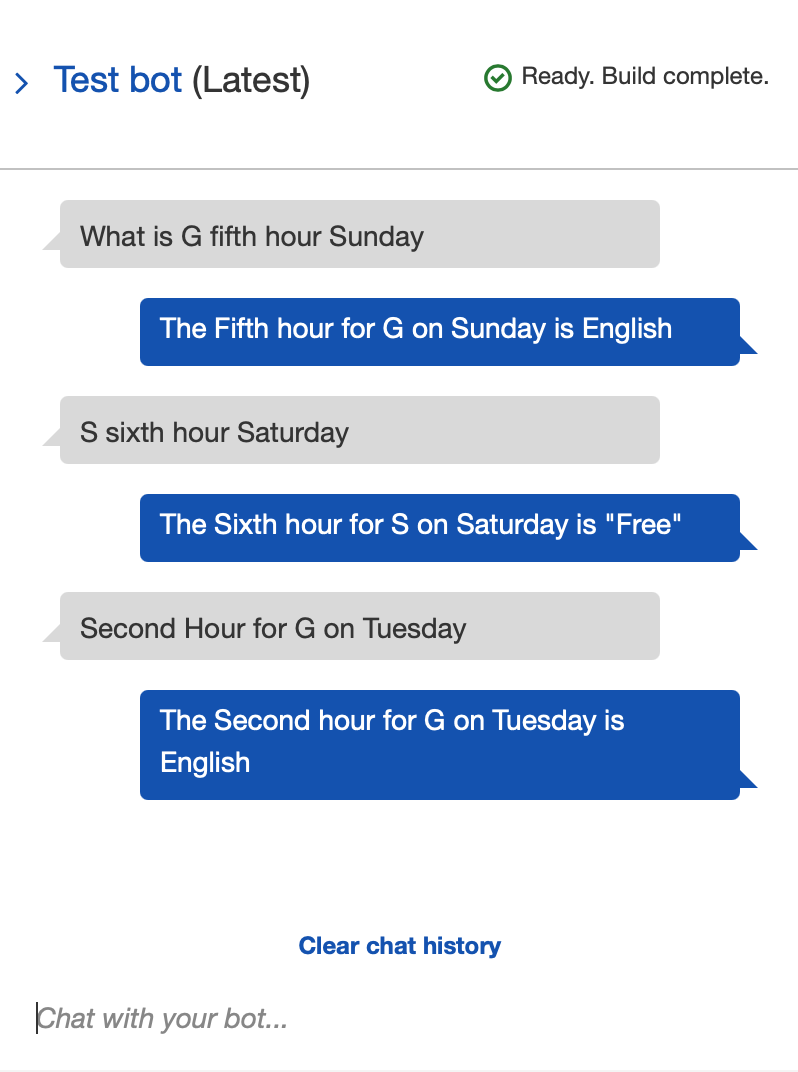 Test bot (Latest)
Ready. Build complete.
What is G fifth hour Sunday
The Fifth hour for G on Sunday is English
S sixth hour Saturday
The Sixth hour for S on Saturday is "Free"
Second Hour for G on Tuesday
The Second hour for G on Tuesday is
English
Clear chat history
Chat with your bot...